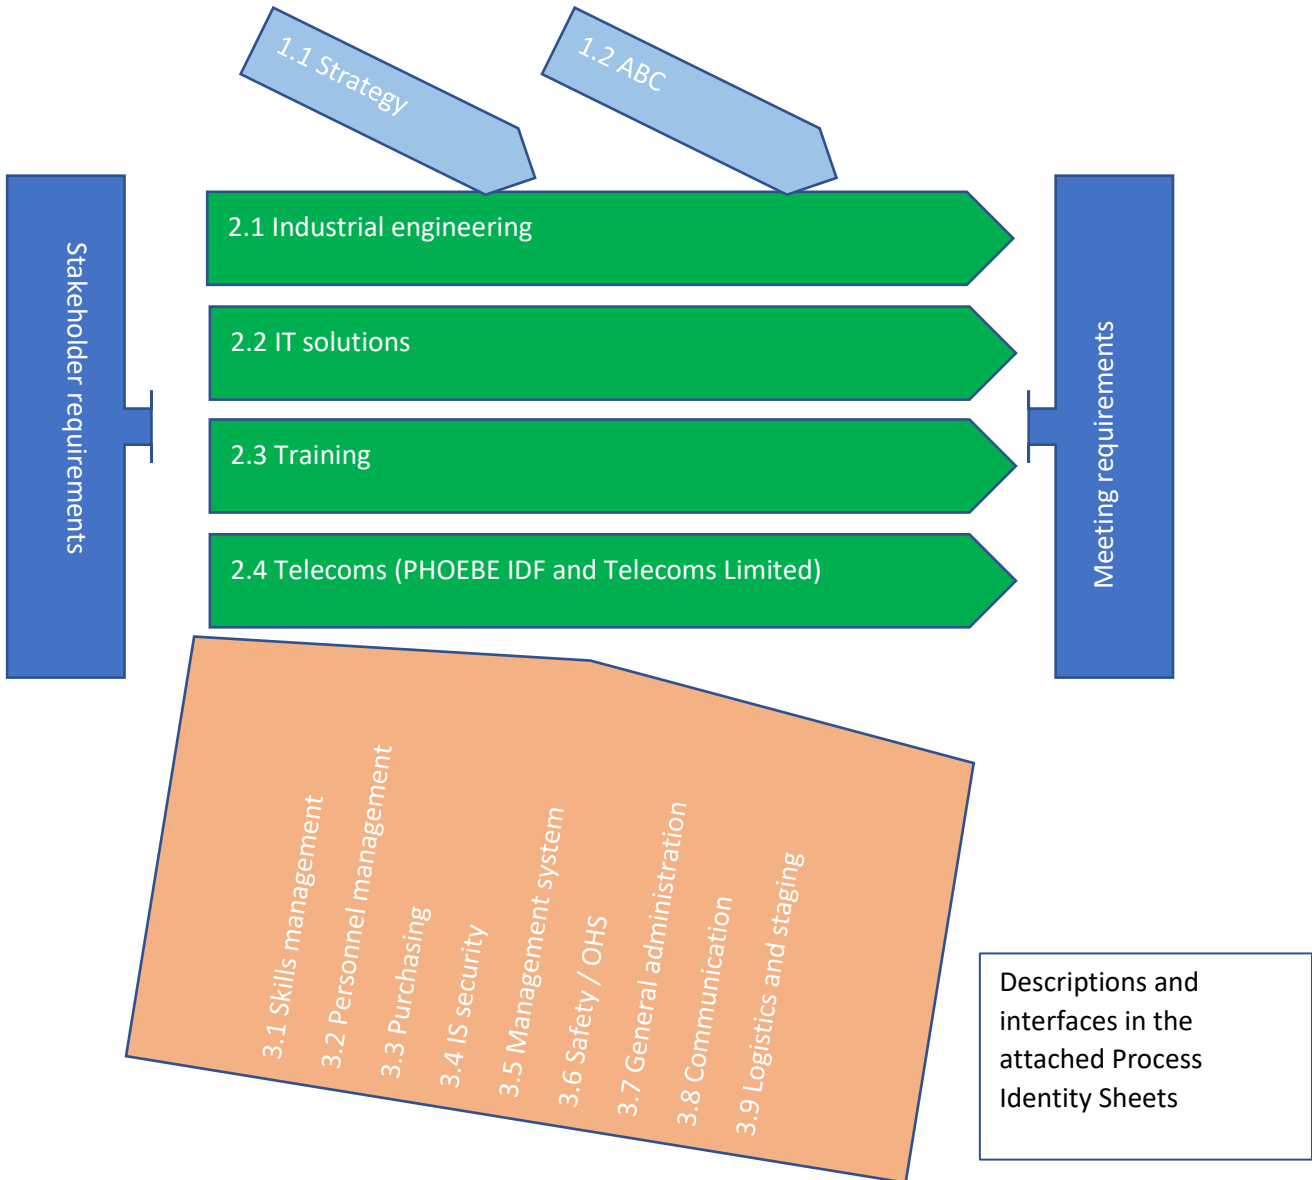 1.1 Strategy
1.2 ABC
Stakeholder requirements
2.1 Industrial engineering
2.2 IT solutions
2.3 Training
2.4 Telecoms (PHOEBE IDF and Telecoms Limited)
Meeting requirements
3.1 Skills management
3.2 Personnel management
3.3 Purchasing
3.4 IS security
3.5 Management system
3.6 Safety / OHS
3.7 General administration
3.8 Communication
3.9 Logistics and staging
Descriptions and
interfaces in the
attached Process
Identity Sheets